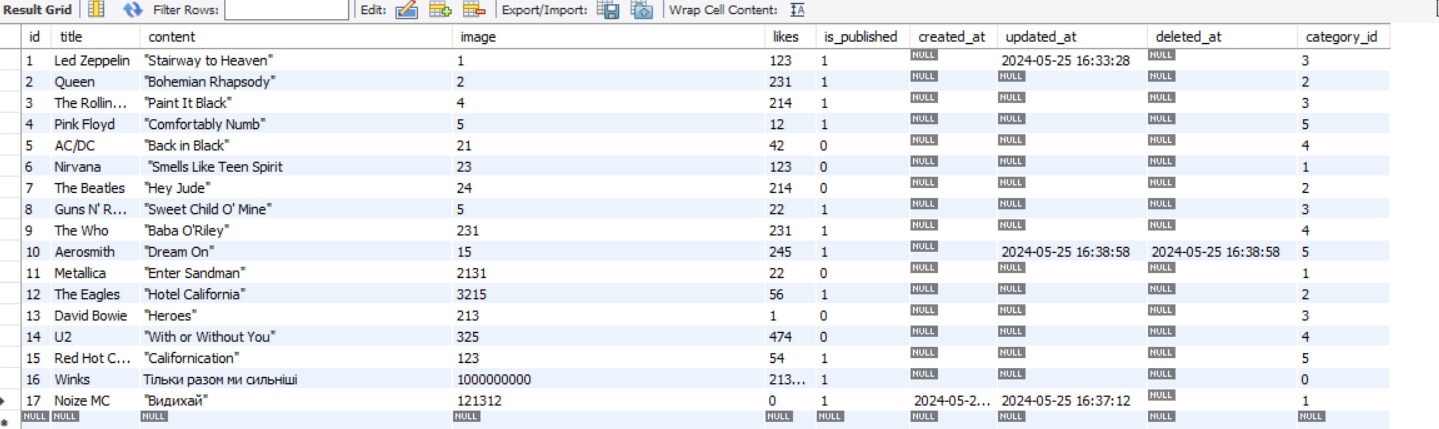 Result Grid Filter Rows: Edit: Export/Import: Wrap Cell Content:
id title content image likes is_published created_at updated_at deleted_at category_id
1 Led Zeppelin "Stairway to Heaven" 1 123 1 NULL 2024-05-25 16:33:28 NULL 3
2 Queen "Bohemian Rhapsody" 2 231 1 NULL NULL NULL 2
3 The Rollin... "Paint It Black" 4 214 1 NULL NULL NULL 3
4 Pink Floyd "Comfortably Numb" 5 12 1 NULL NULL NULL 5
5 AC/DC "Back in Black" 21 42 0 NULL NULL NULL 4
6 Nirvana "Smells Like Teen Spirit 23 123 0 NULL NULL NULL 1
7 The Beatles "Hey Jude" 24 214 0 NULL NULL NULL 2
8 Guns N' R... "Sweet Child O' Mine" 5 22 1 NULL NULL NULL 3
9 The Who "Baba O'Riley" 231 231 1 NULL NULL NULL 4
10 Aerosmith "Dream On" 15 245 1 NULL 2024-05-25 16:38:58 2024-05-25 16:38:58 5
11 Metallica "Enter Sandman" 2131 22 0 NULL NULL NULL 1
12 The Eagles "Hotel California" 3215 56 1 NULL NULL NULL 2
13 David Bowie "Heroes" 213 1 0 NULL NULL NULL 3
14 U2 "With or Without You" 325 474 0 NULL NULL NULL 4
15 Red Hot C... "Californication" 123 54 1 NULL NULL NULL 5
16 Winks Тільки разом ми сильніші 1000000000 213... 1 NULL NULL NULL 0
17 Noize MC "Видихай" 121312 0 1 2024-05-2... 2024-05-25 16:37:12 NULL 1
NULL NULL NULL NULL NULL NULL NULL NULL NULL NULL